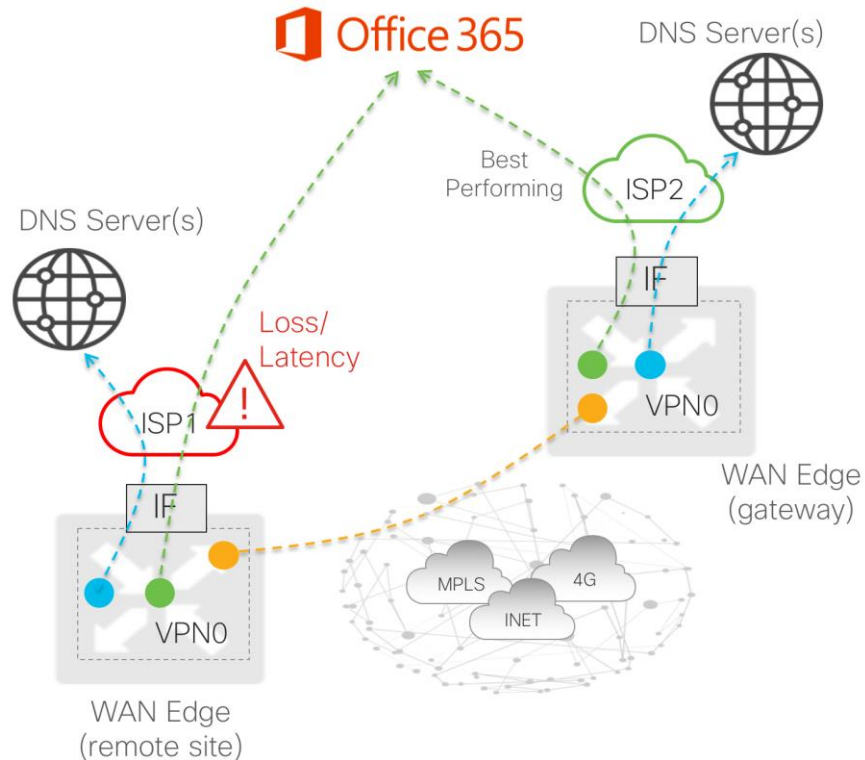 Office 365
DNS Server(s)
Best
Performing
ISP2
DNS Server(s)
IF
Loss/
Latency
!
ISP1
VPN0
WAN Edge
(gateway)
IF
MPLS
4G
INET
VPN0
WAN Edge
(remote site)